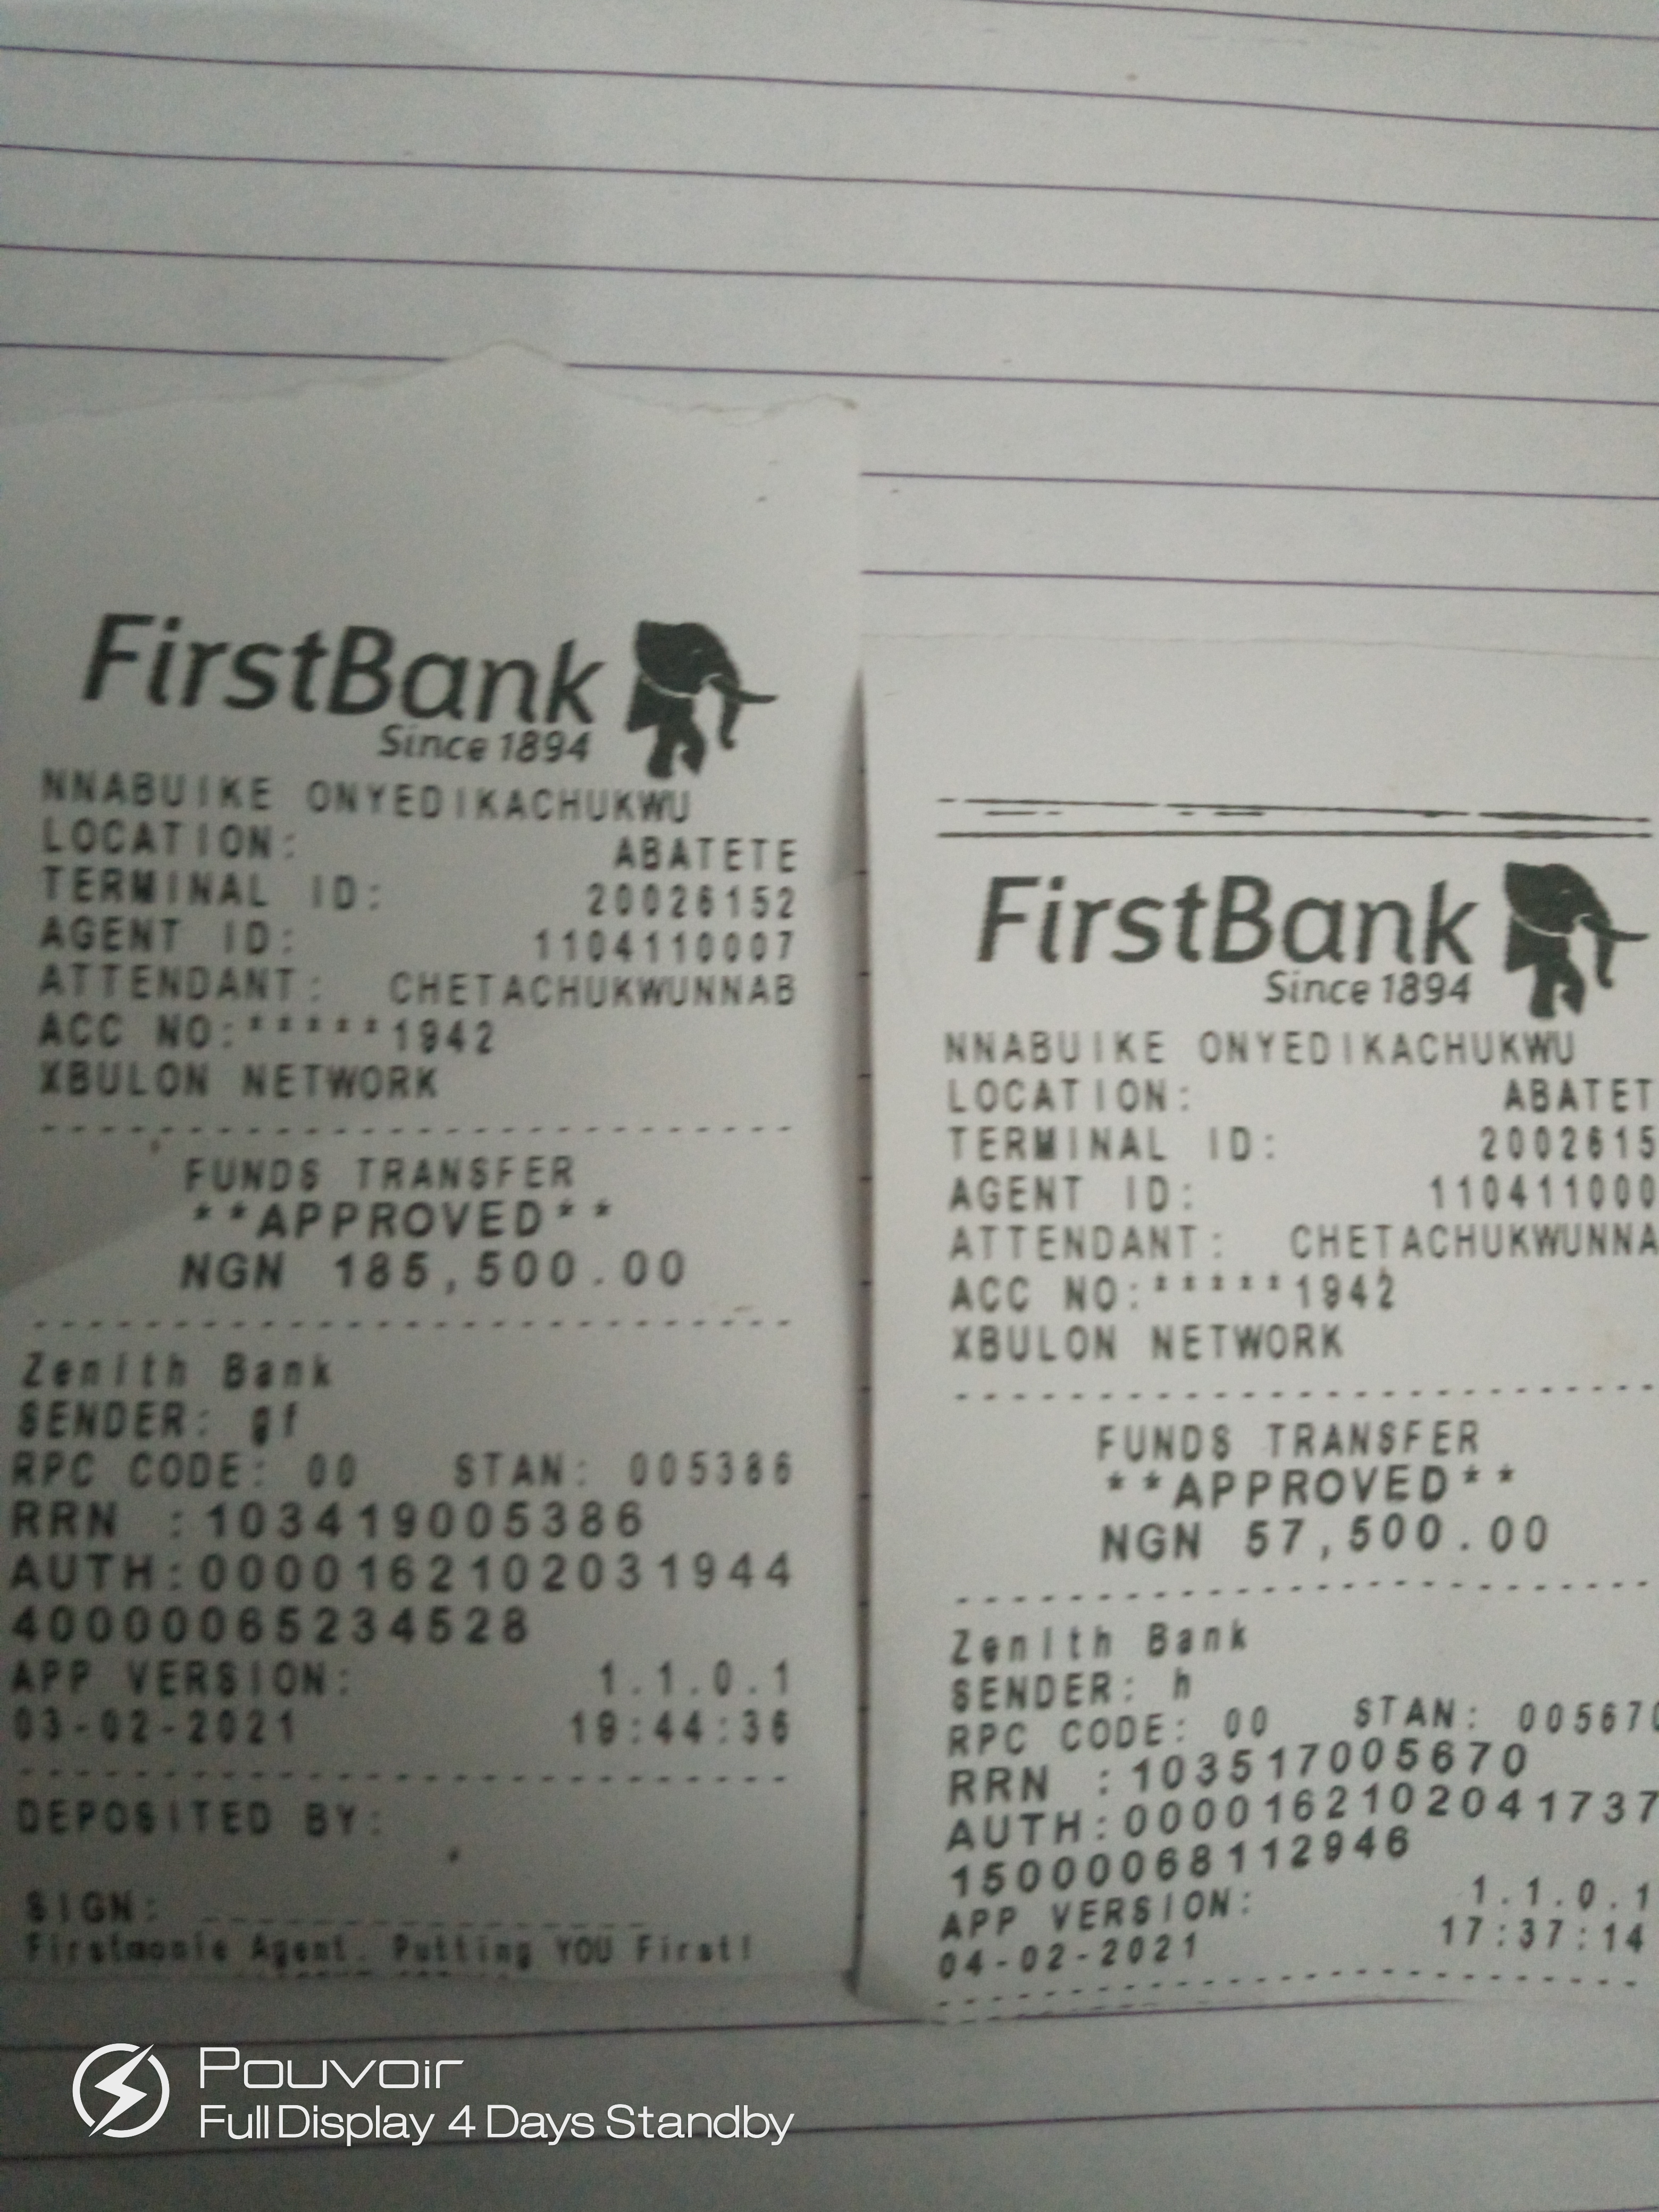 FirstBank
Since 1894
NNABUIKE ONYEDIKACHUKWU
LOCATION: ABATETE
TERMINAL ID: 20026152
AGENT ID: 1104110007
ATTENDANT: CHETACHUKWUNNAB
ACC NO:*****1942
XBULON NETWORK
FUNDS TRANSFER
**APPROVED**
NGN 185,500.00
Zenith Bank
SENDER: gf
RPC CODE: 00 STAN: 005386
RRN :103419005386
AUTH:0000162102031944
40000065234528
APP VERSION: 1.1.0.1
03-02-2021 19:44:36
DEPOSITED BY:
SIGN:
Firstmonie Agent. Putting YOU First!
FirstBank
Since 1894
NNABUIKE ONYEDIKACHUKWU
LOCATION: ABATET
TERMINAL ID: 2002615
AGENT ID: 110411000
ATTENDANT: CHETACHUKWUNNA
ACC NO:*****1942
XBULON NETWORK
FUNDS TRANSFER
**APPROVED**
NGN 57,500.00
Zenith Bank
SENDER: h
RPC CODE: 00 STAN: 005670
RRN :103517005670
AUTH:0000162102041737
15000068112946
APP VERSION: 1.1.0.1
04-02-2021 17:37:14
Pouvoir
Full Display 4 Days Standby